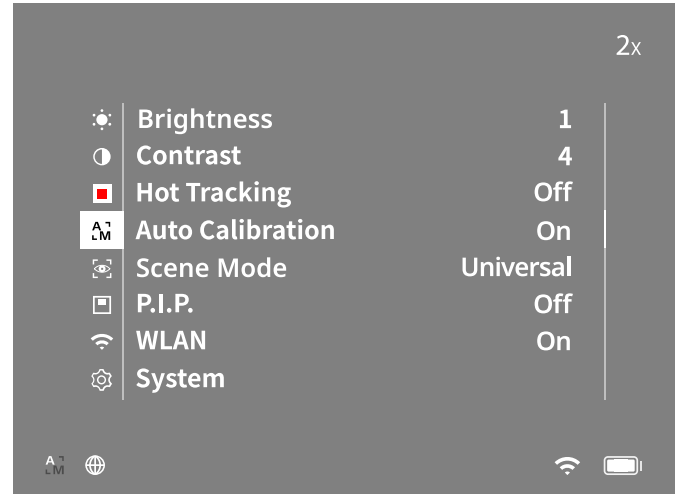 2x
Brightness 1
Contrast 4
Hot Tracking Off
A M Auto Calibration On
Scene Mode Universal
P.I.P. Off
WLAN On
System
A M